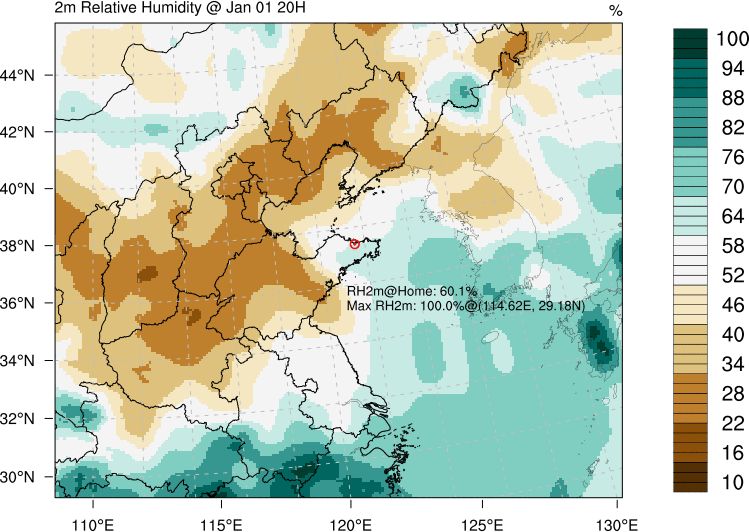 2m Relative Humidity @ Jan 01 20H
%
100
94
88
82
76
70
64
58
52
46
40
34
28
22
16
10
44°N
42°N
40°N
38°N
36°N
34°N
32°N
30°N
RH2m@Home: 60.1%
Max RH2m: 100.0%@(114.62E, 29.18N)
110°E 115°E 120°E 125°E 130°E